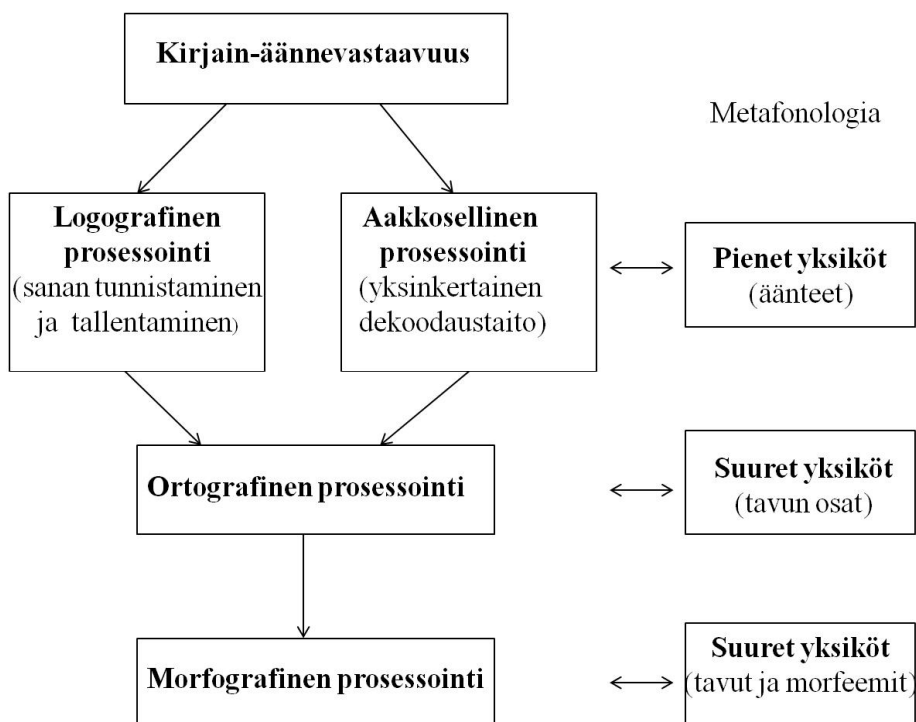 Kirjain-äännevastaavuus
Metafonologia
Logografinen
prosessointi
(sanan tunnistaminen
ja tallentaminen)
Aakkosellinen
prosessointi
(yksinkertainen
dekoodaustaito)
Pienet yksiköt
(äänteet)
Ortografinen prosessointi
Suuret yksiköt
(tavun osat)
Morfografinen prosessointi
Suuret yksiköt
(tavut ja morfeemit)